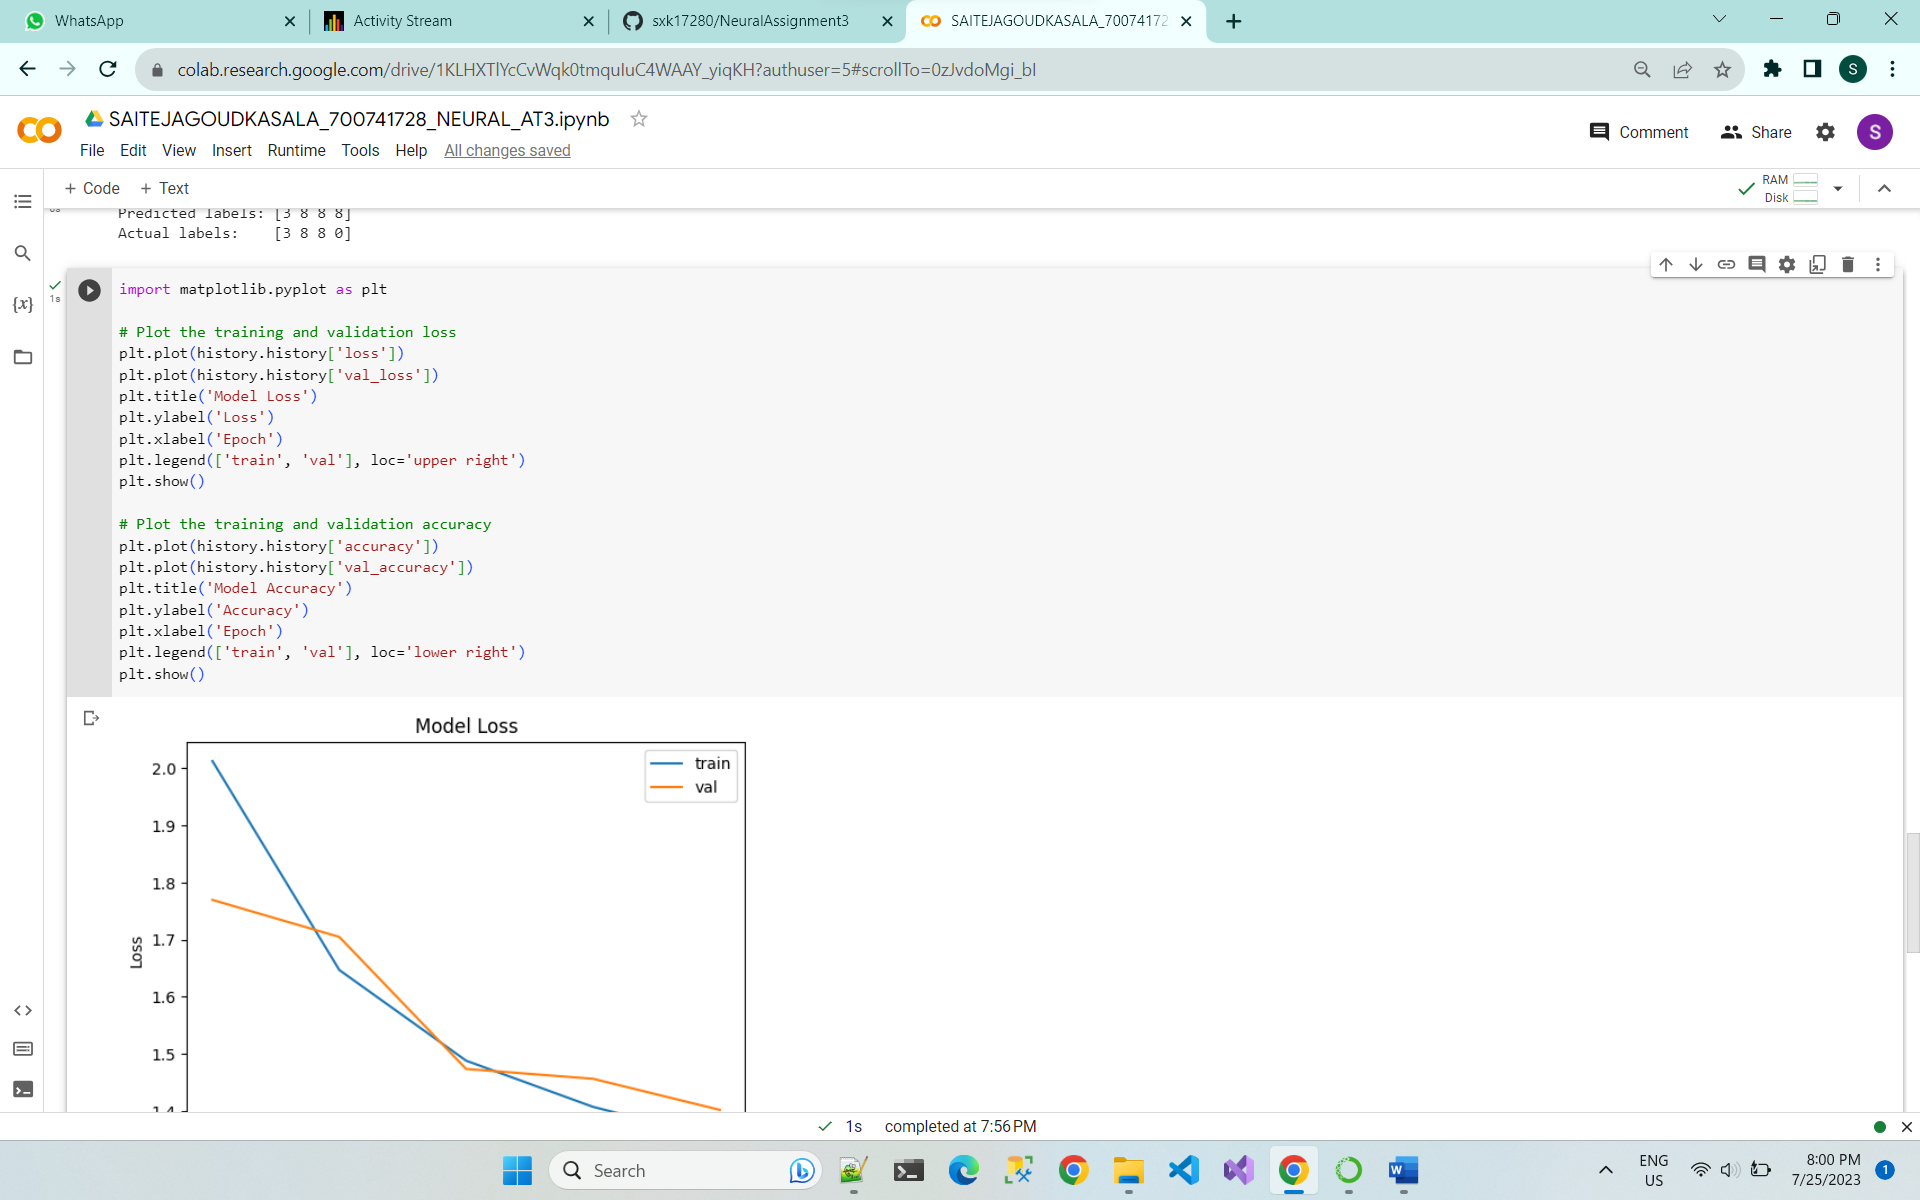 WhatsApp
Activity Stream
sxk17280/NeuralAssignment3
SAITEJAGOUDKASALA_70074172
colab.research.google.com/drive/1KLHXTlYcCvWqk0tmquIuC4WAAY_yiqKH?authuser=5#scrollTo=0zJvdoMgi_bI
S
SAITEJAGOUDKASALA_700741728_NEURAL_AT3.ipynb
Comment
Share
S
File Edit View Insert Runtime Tools Help All changes saved
+ Code + Text
RAM
Disk
Predicted labels: [3 8 8 8]
Actual labels: [3 8 8 0]
0s
1s
{x}
import matplotlib.pyplot as plt
# Plot the training and validation loss
plt.plot(history.history['loss'])
plt.plot(history.history['val_loss'])
plt.title('Model Loss')
plt.ylabel('Loss')
plt.xlabel('Epoch')
plt.legend(['train', 'val'], loc='upper right')
plt.show()
# Plot the training and validation accuracy
plt.plot(history.history['accuracy'])
plt.plot(history.history['val_accuracy'])
plt.title('Model Accuracy')
plt.ylabel('Accuracy')
plt.xlabel('Epoch')
plt.legend(['train', 'val'], loc='lower right')
plt.show()
Model Loss
train
val
2.0
1.9
1.8
1.7
1.6
1.5
1.4
Loss
1s completed at 7:56 PM
Search
ENG
US
8:00 PM
7/25/2023
1